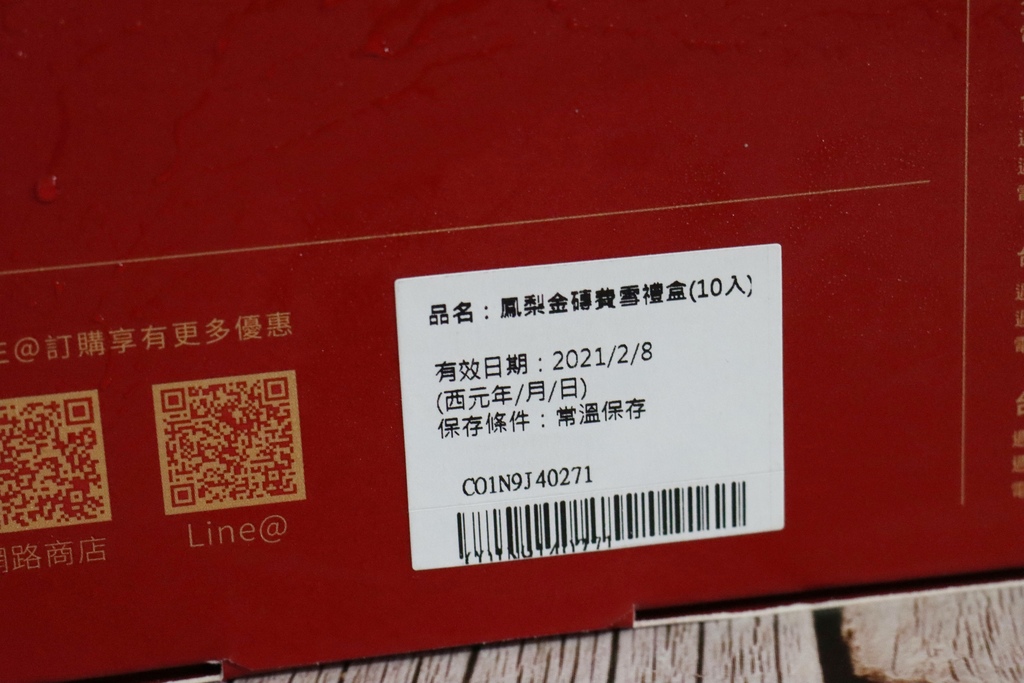 品名：鳳梨金磚費雪禮盒(10入)
有效日期：2021/2/8
(西元年/月/日)
保存條件：常溫保存
CO1N9J40271
E@訂購享有更多優惠
網路商店
Line@